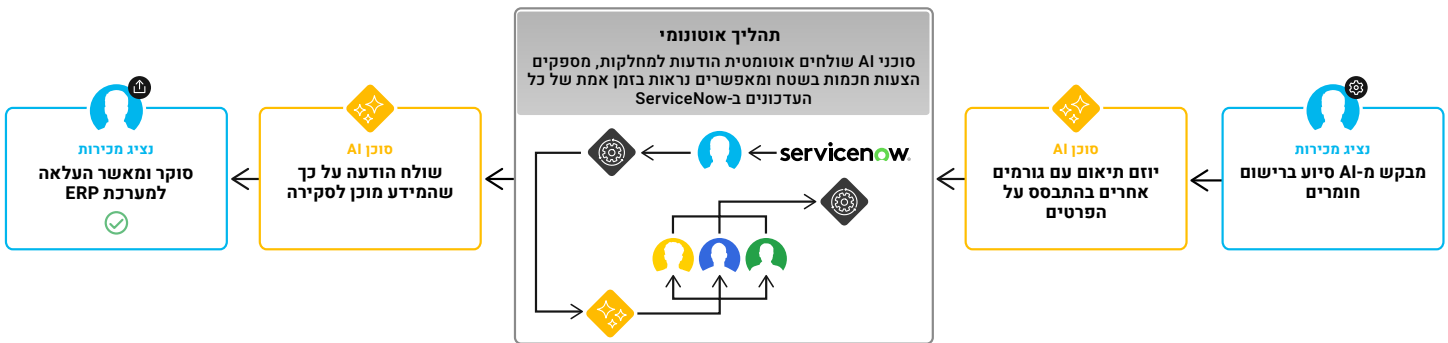 נציג מכירות
מבקש מ-AI סיוע ברישום
חומרים
סוכן AI
יוזם תיאום עם גורמים
אחרים בהתבסס על
הפרטים
תהליך אוטונומי
סוכני AI שולחים אוטומטית הודעות למחלקות, מספקים
הצעות חכמות בשטח ומאפשרים נראות בזמן אמת של כל
העדכונים ב-ServiceNow
servicenow
סוכן AI
שולח הודעה על כך
שהמידע מוכן לסקירה
נציג מכירות
סוקר ומאשר העלאה
למערכת ERP